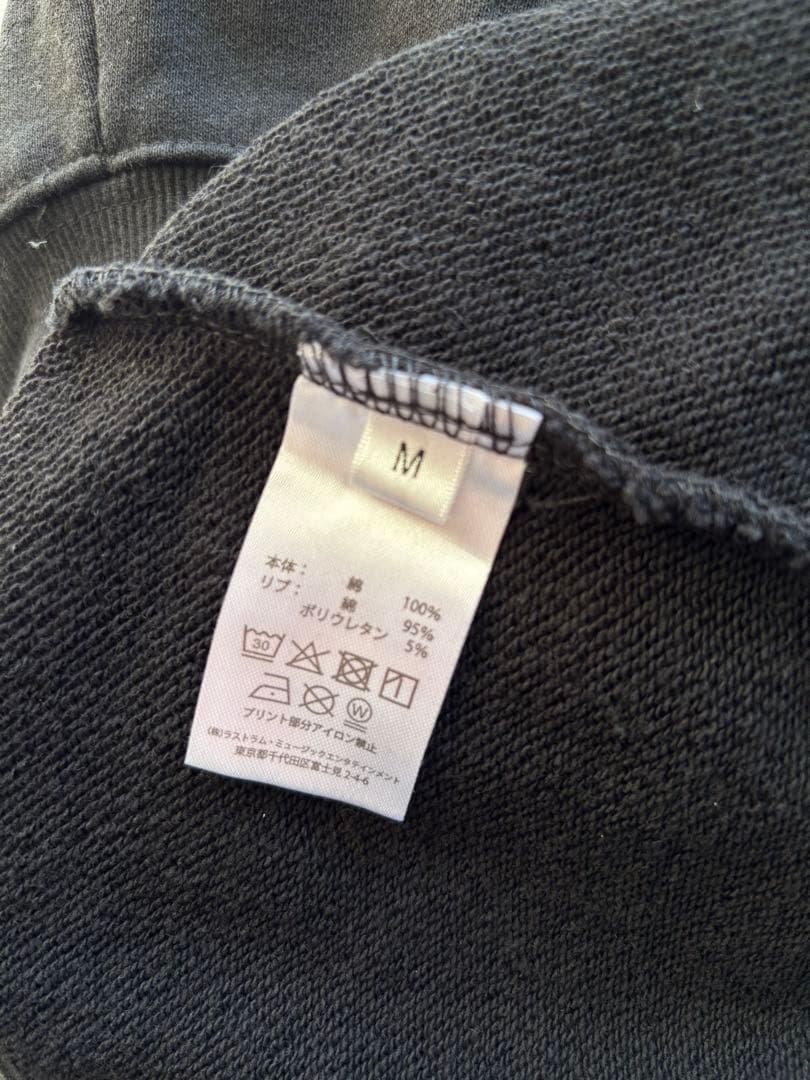 M
本体： 綿 100%
リブ： 綿 95%
ポリウレタン 5%
30
W
プリント部分アイロン禁止
(株)ラストラム・ミュージックエンタテインメント
東京都千代田区富士見2-4-6